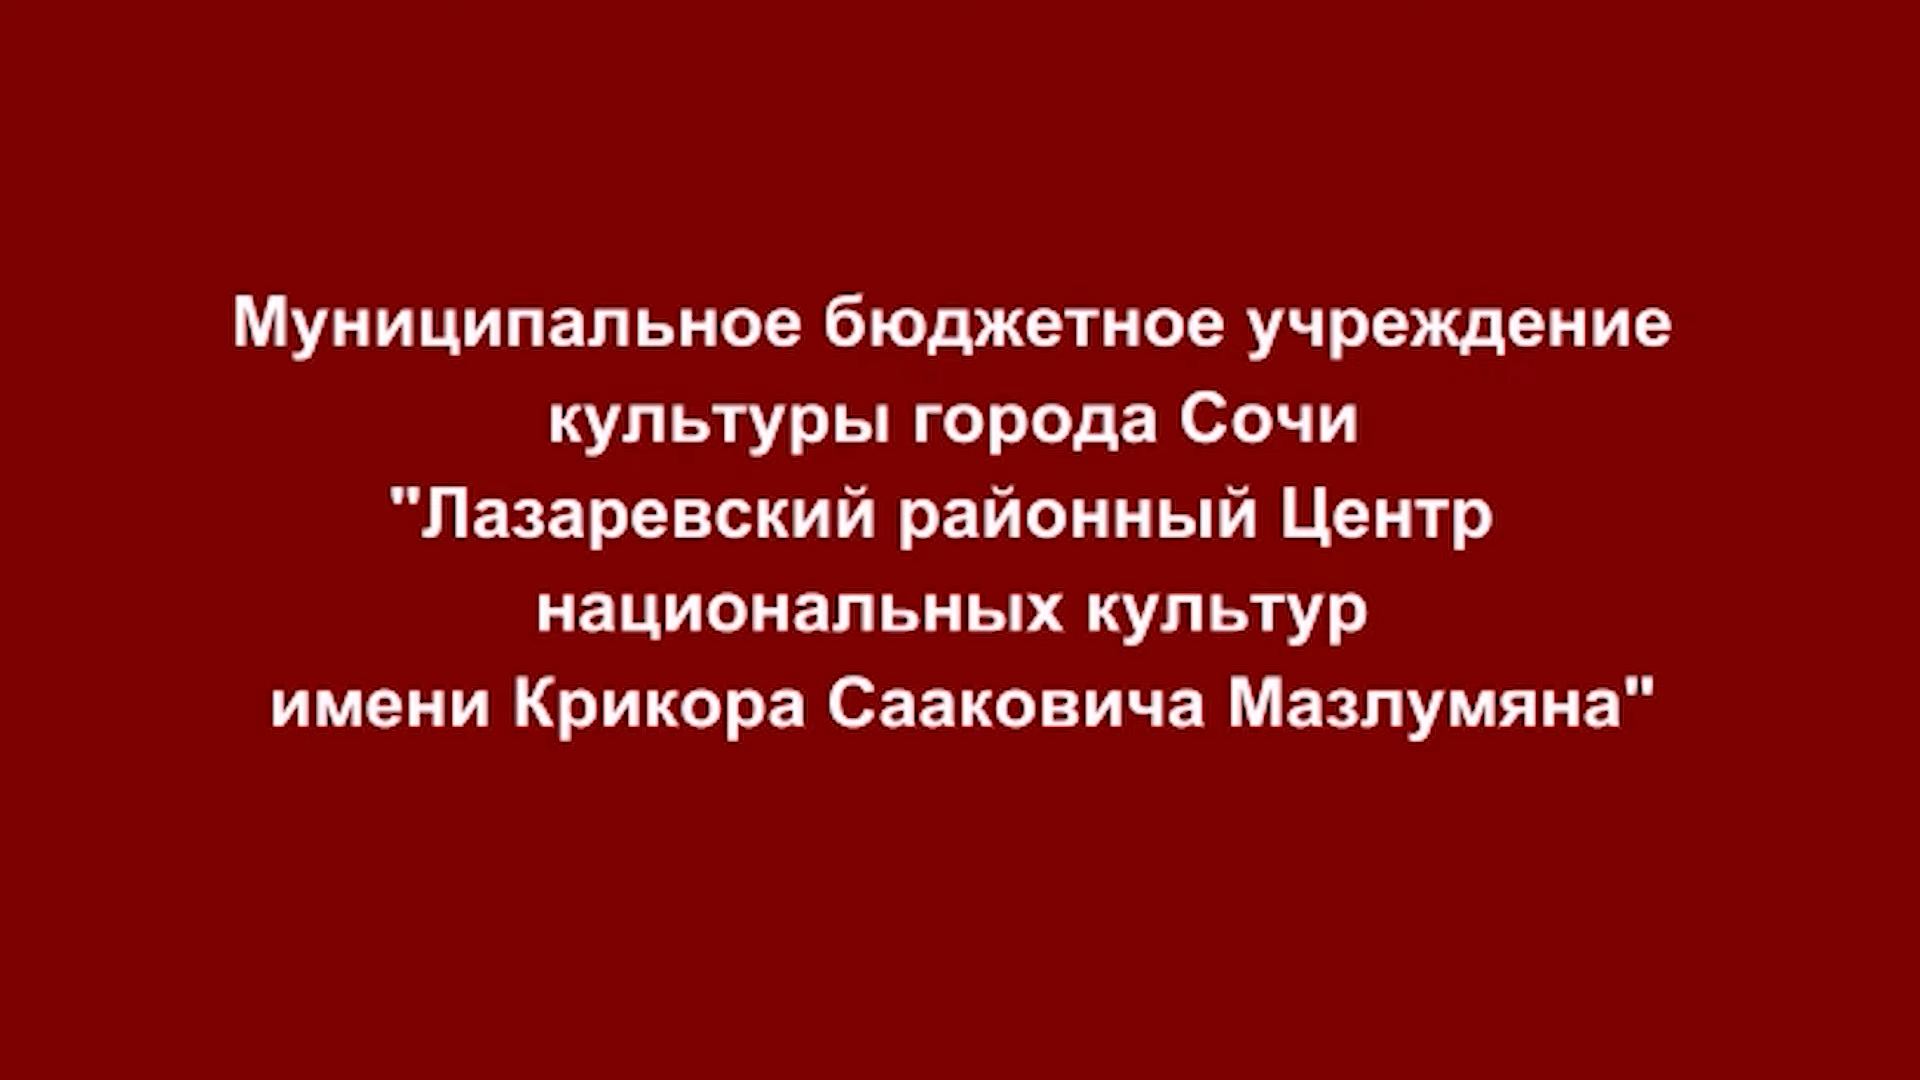 Муниципальное бюджетное учреждение
культуры города Сочи
"Лазаревский районный Центр
национальных культур
имени Крикора Сааковича Мазлумяна"